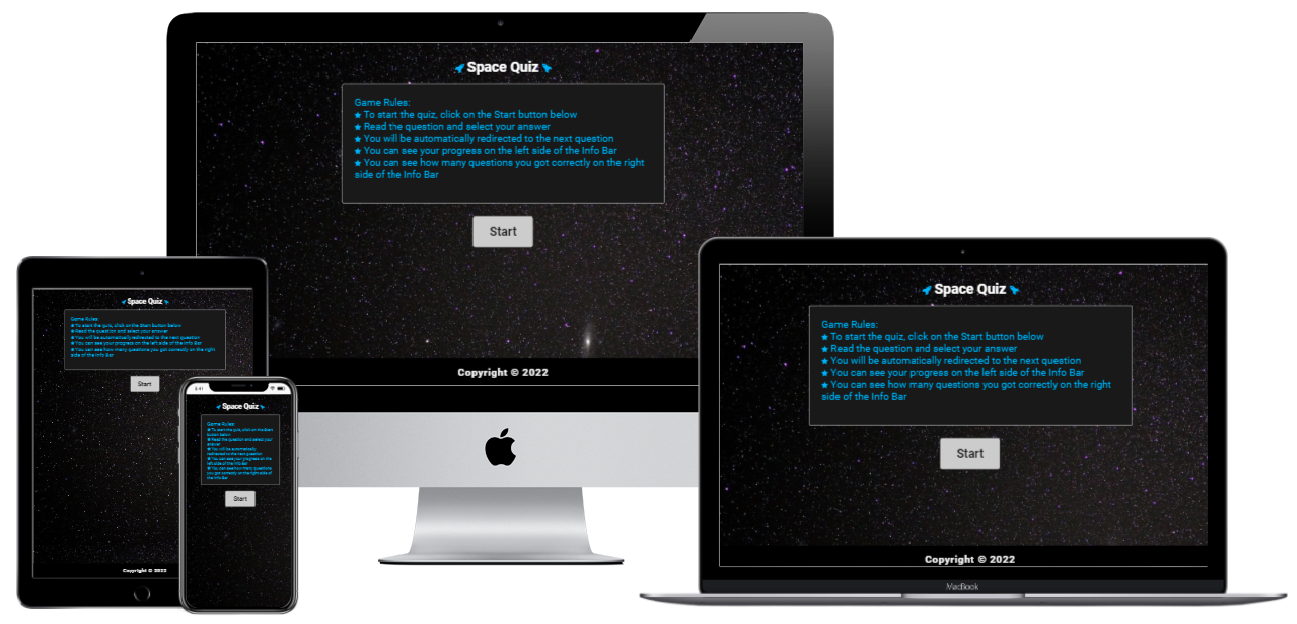 Space Quiz
Game Rules:
To start the quiz, click on the Start button below
Read the question and select your answer
You will be automatically redirected to the next question
You can see your progress on the left side of the Info Bar
You can see how many questions you got correctly on the right
side of the Info Bar
Start
Copyright © 2022
Space Quiz
Game Rules:
To start the quiz, click on the Start button below
Read the question and select your answer
You will be automatically redirected to the next question
You can see your progress on the left side of the Info Bar
You can see how many questions you got correctly on the right
side of the Info Bar
Start
Copyright © 2022
MacBook
Space Quiz
Game Rules:
To start the quiz, click on the Start button below
Read the question and select your answer
You will be automatically redirected to the next question
You can see your progress on the left side of the Info Bar
You can see how many questions you got correctly on the right
side of the Info Bar
Start
Copyright © 2022
9:41
Space Quiz
Game Rules:
To start the quiz, click on the Start
button below
Read the question and select your
answer
You will be automatically
redirected to the next question
You can see your progress on the
left side of the Info Bar
You can see how many questions
you got correctly on the right side of
the Info Bar
Start